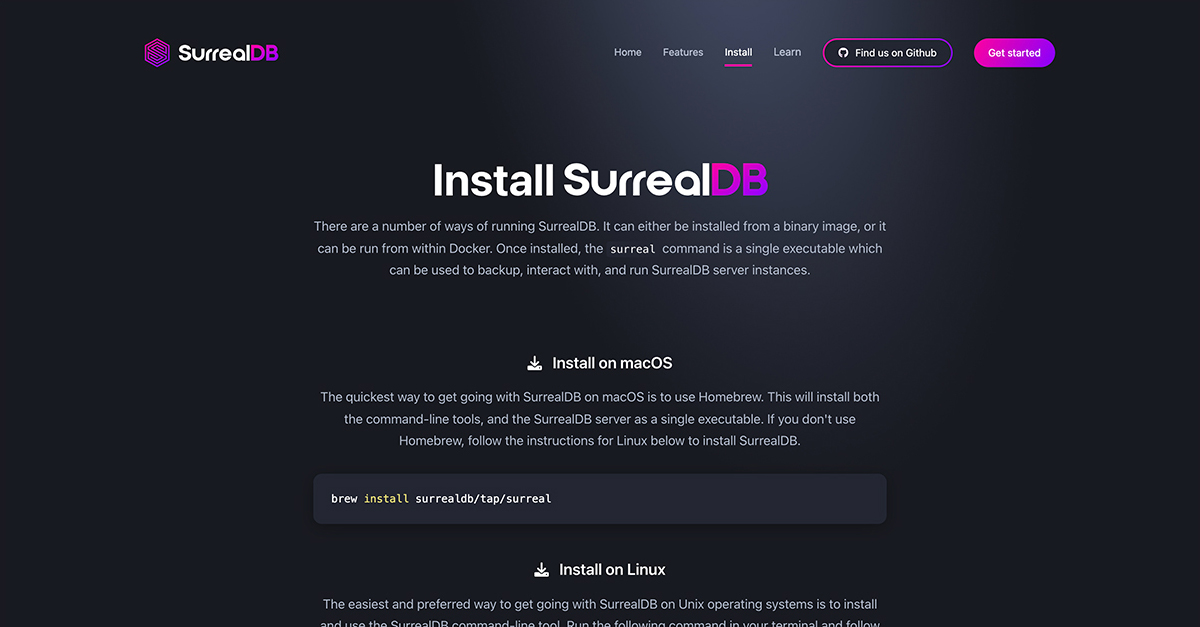 SurrealDB
Home Features Install Learn Find us on Github Get started
Install SurrealDB
There are a number of ways of running SurrealDB. It can either be installed from a binary image, or it
can be run from within Docker. Once installed, the surreal command is a single executable which
can be used to backup, interact with, and run SurrealDB server instances.
Install on macOS
The quickest way to get going with SurrealDB on macOS is to use Homebrew. This will install both
the command-line tools, and the SurrealDB server as a single executable. If you don't use
Homebrew, follow the instructions for Linux below to install SurrealDB.
brew install surrealdb/tap/surreal
Install on Linux
The easiest and preferred way to get going with SurrealDB on Unix operating systems is to install
and use the SurrealDB command-line tool. Run the following command in your terminal and follow